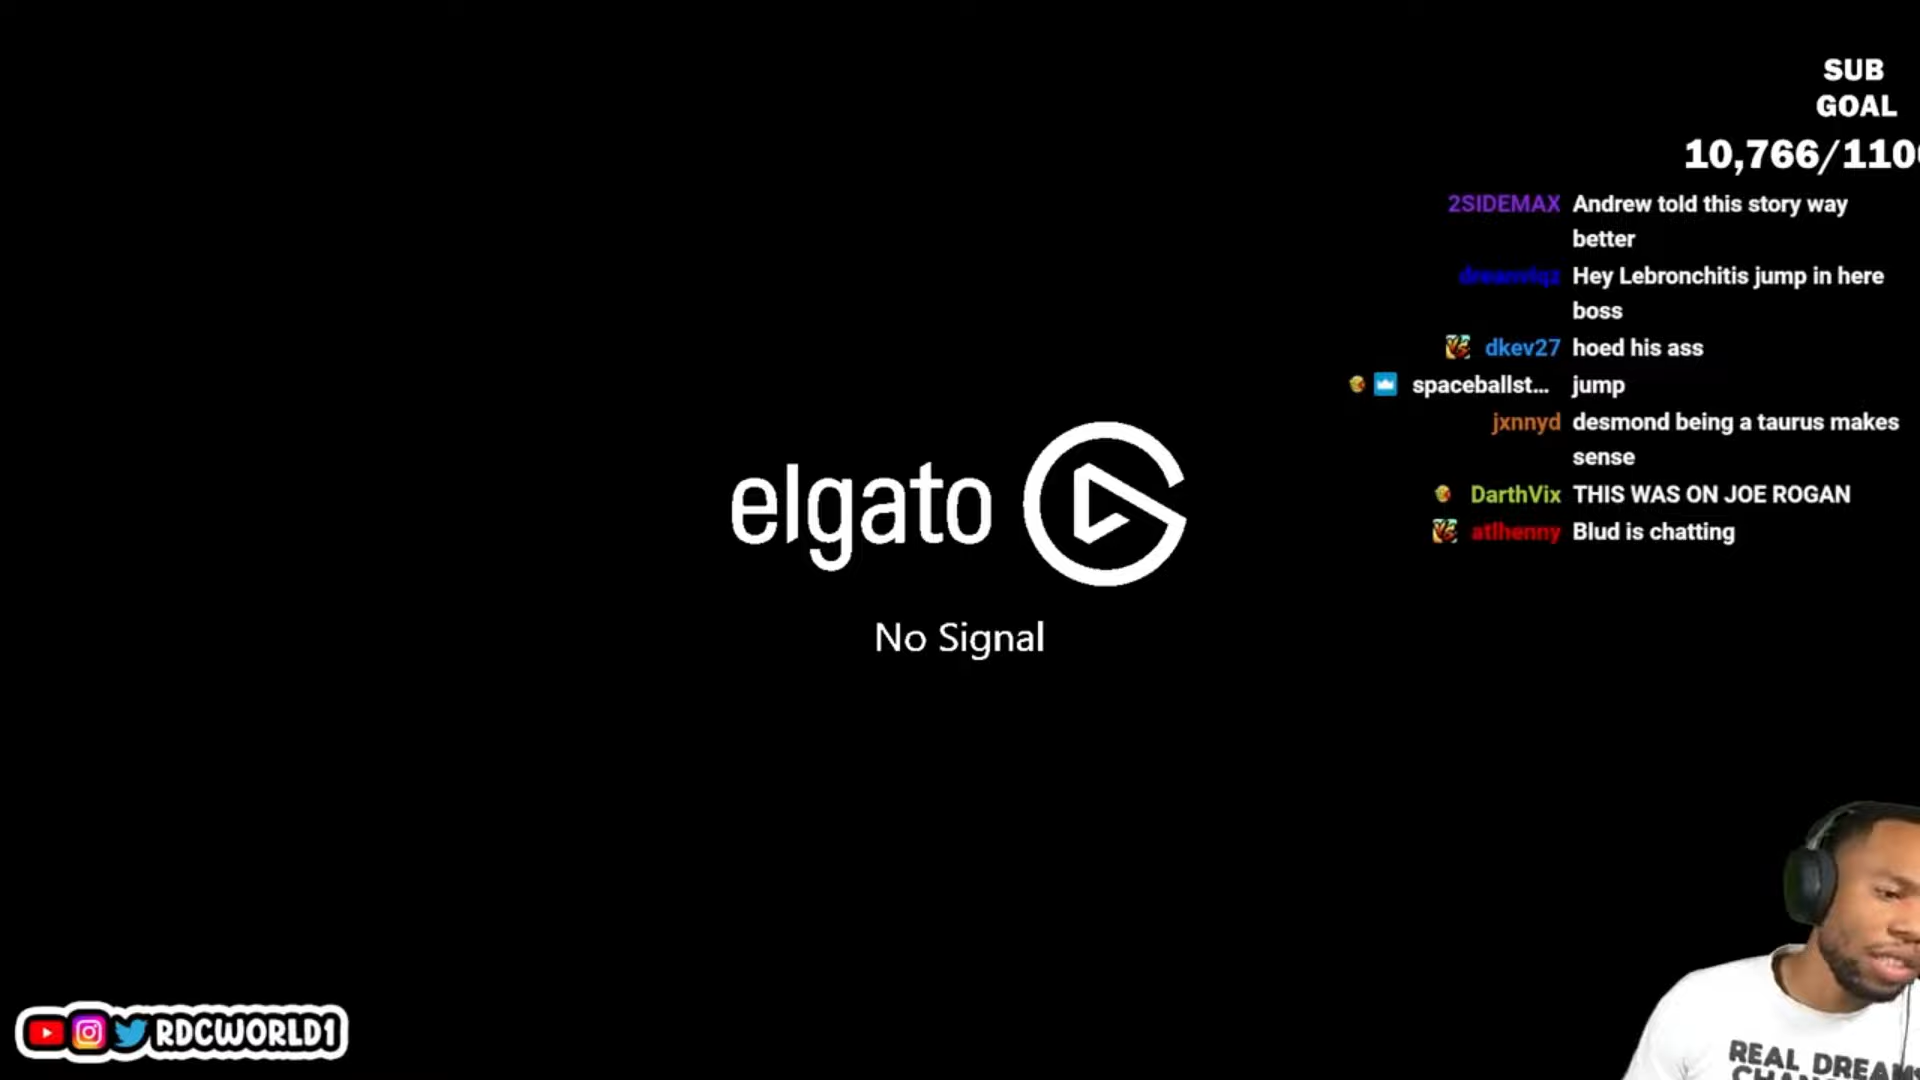 SUB
GOAL
10,766/110
2SIDEMAX Andrew told this story way
better
Hey Lebronchitis jump in here
boss
dkev27 hoed his ass
spaceballst... jump
jxnnyd desmond being a taurus makes
sense
DarthVix THIS WAS ON JOE ROGAN
atlhenny Blud is chatting
elgato
No Signal
RDCWORLD1
REAL DREAMS